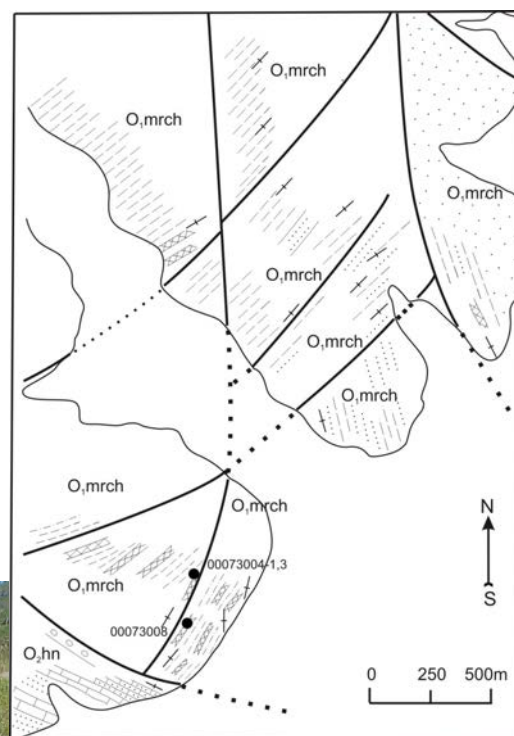 O₁mrch
O₁mrch
O₁mrch
O₁mrch
O₁mrch
O₁mrch
O₁mrch
O₁mrch
N
00073004-1,3
O₁mrch
S
00073008
O₂hn
0 250 500m